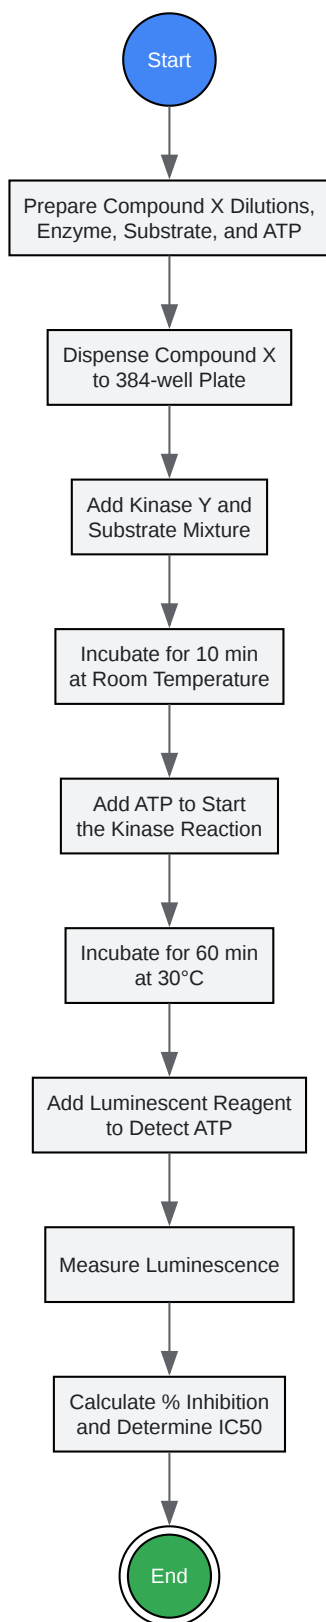 Start
Prepare Compound X Dilutions,
Enzyme, Substrate, and ATP
Dispense Compound X
to 384-well Plate
Add Kinase Y and
Substrate Mixture
Incubate for 10 min
at Room Temperature
Add ATP to Start
the Kinase Reaction
Incubate for 60 min
at 30°C
Add Luminescent Reagent
to Detect ATP
Measure Luminescence
Calculate % Inhibition
and Determine IC50
End